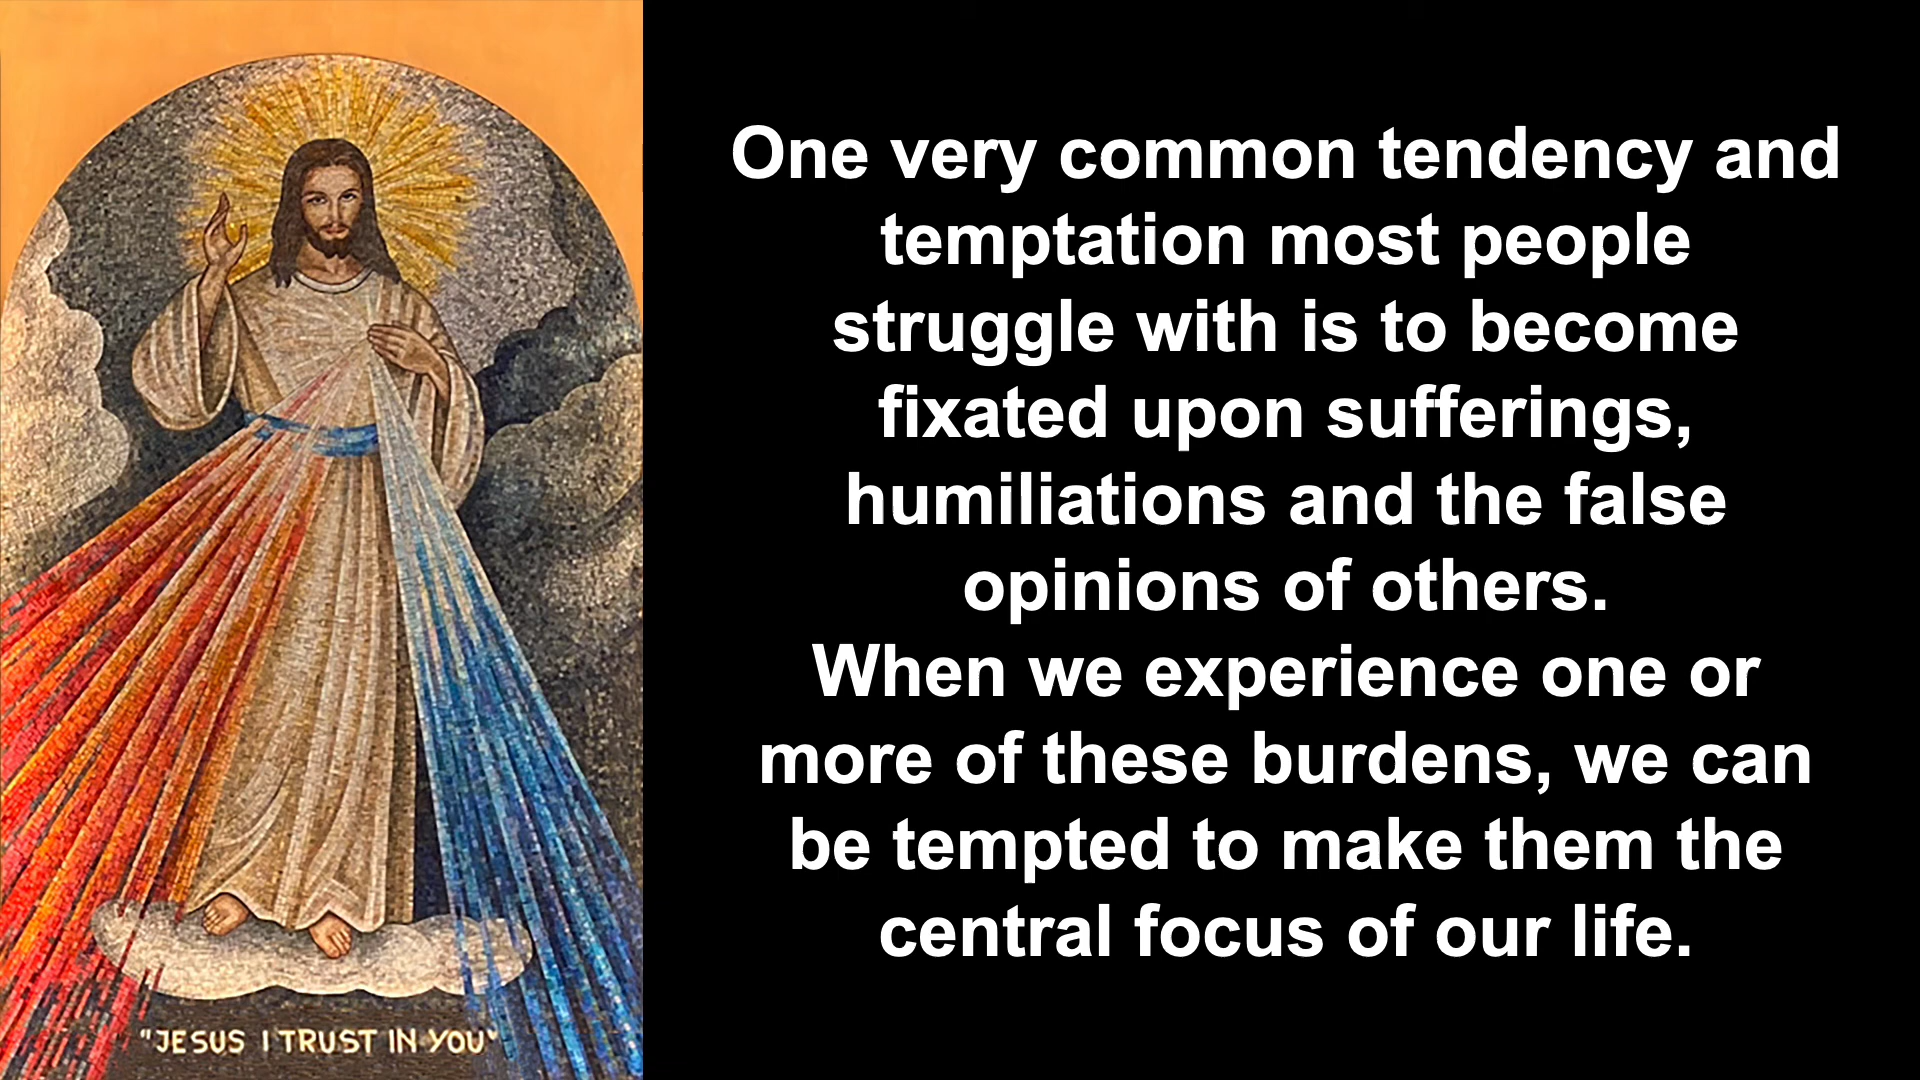 One very common tendency and
temptation most people
struggle with is to become
fixated upon sufferings,
humiliations and the false
opinions of others.
When we experience one or
more of these burdens, we can
be tempted to make them the
central focus of our life.
"JESUS I TRUST IN YOU"